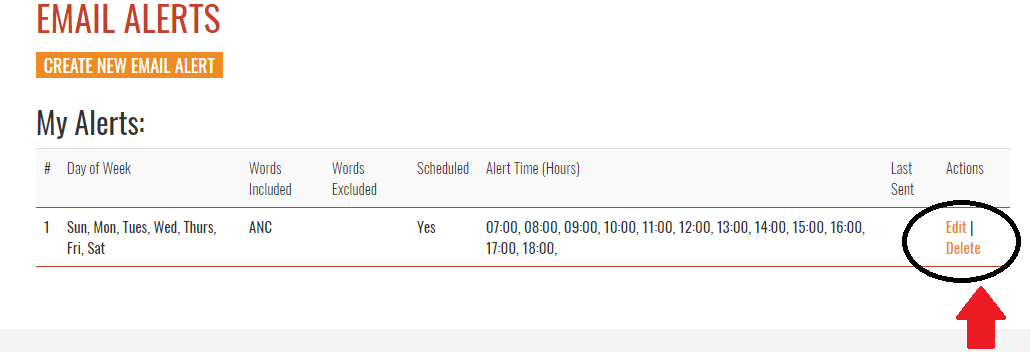 EMAIL ALERTS
CREATE NEW EMAIL ALERT
My Alerts:
# Day of Week Words Included Words Excluded Scheduled Alert Time (Hours) Last Sent Actions
1 Sun, Mon, Tues, Wed, Thurs, Fri, Sat ANC Yes 07:00, 08:00, 09:00, 10:00, 11:00, 12:00, 13:00, 14:00, 15:00, 16:00, 17:00, 18:00, Edit | Delete